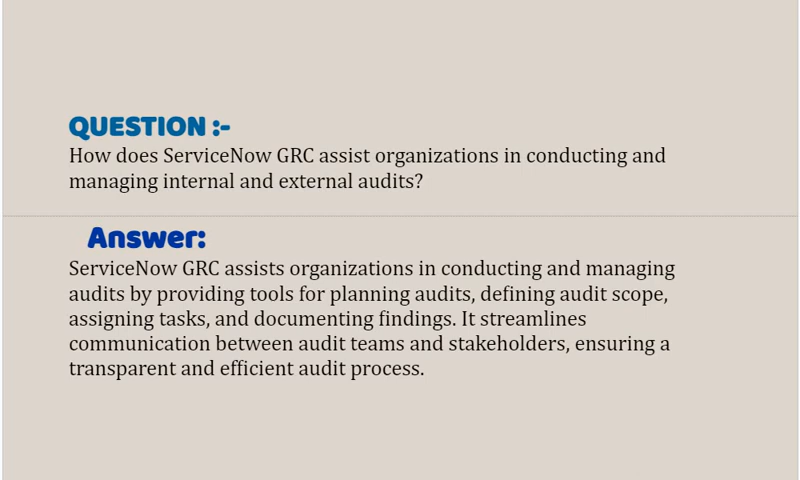 QUESTION :-
How does ServiceNow GRC assist organizations in conducting and
managing internal and external audits?
Answer:
ServiceNow GRC assists organizations in conducting and managing
audits by providing tools for planning audits, defining audit scope,
assigning tasks, and documenting findings. It streamlines
communication between audit teams and stakeholders, ensuring a
transparent and efficient audit process.